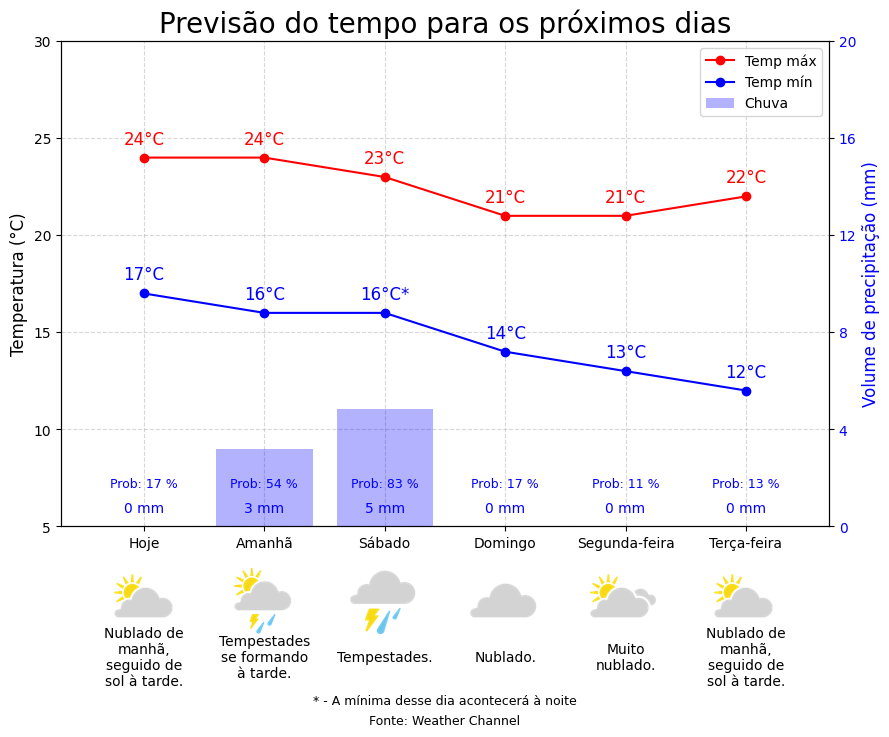 Previsão do tempo para os próximos dias
30
25
20
15
10
5
Temperatura (°C)
20
16
12
8
4
0
Volume de precipitação (mm)
Temp máx
Temp mín
Chuva
24°C 24°C 23°C 21°C 21°C 22°C
17°C 16°C 16°C* 14°C 13°C 12°C
Prob: 17 % Prob: 54 % Prob: 83 % Prob: 17 % Prob: 11 % Prob: 13 %
0 mm 3 mm 5 mm 0 mm 0 mm 0 mm
Hoje Amanhã Sábado Domingo Segunda-feira Terça-feira
Nublado de
manhã,
seguido de
sol à tarde.
Tempestades
se formando
à tarde.
Tempestades.
Nublado.
Muito
nublado.
Nublado de
manhã,
seguido de
sol à tarde.
* - A mínima desse dia acontecerá à noite
Fonte: Weather Channel